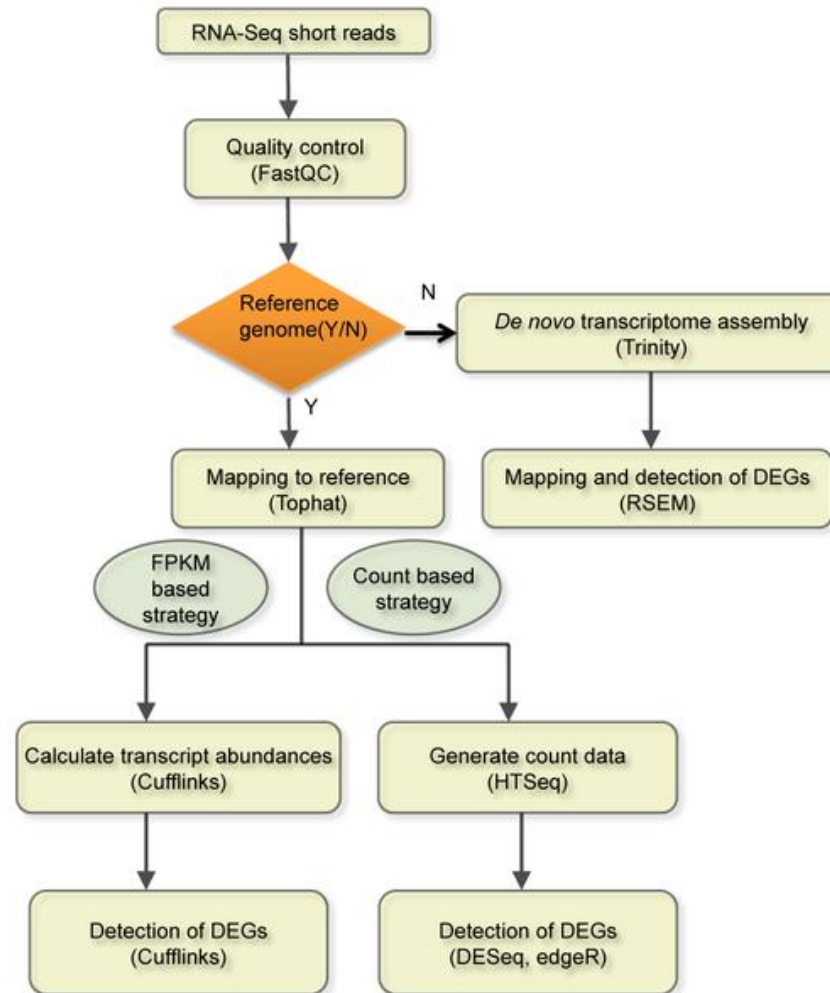 RNA-Seq short reads
Quality control
(FastQC)
Reference
genome(Y/N)
N
De novo transcriptome assembly
(Trinity)
Y
Mapping to reference
(Tophat)
Mapping and detection of DEGs
(RSEM)
FPKM
based
strategy
Count based
strategy
Calculate transcript abundances
(Cufflinks)
Generate count data
(HTSeq)
Detection of DEGs
(Cufflinks)
Detection of DEGs
(DESeq, edgeR)